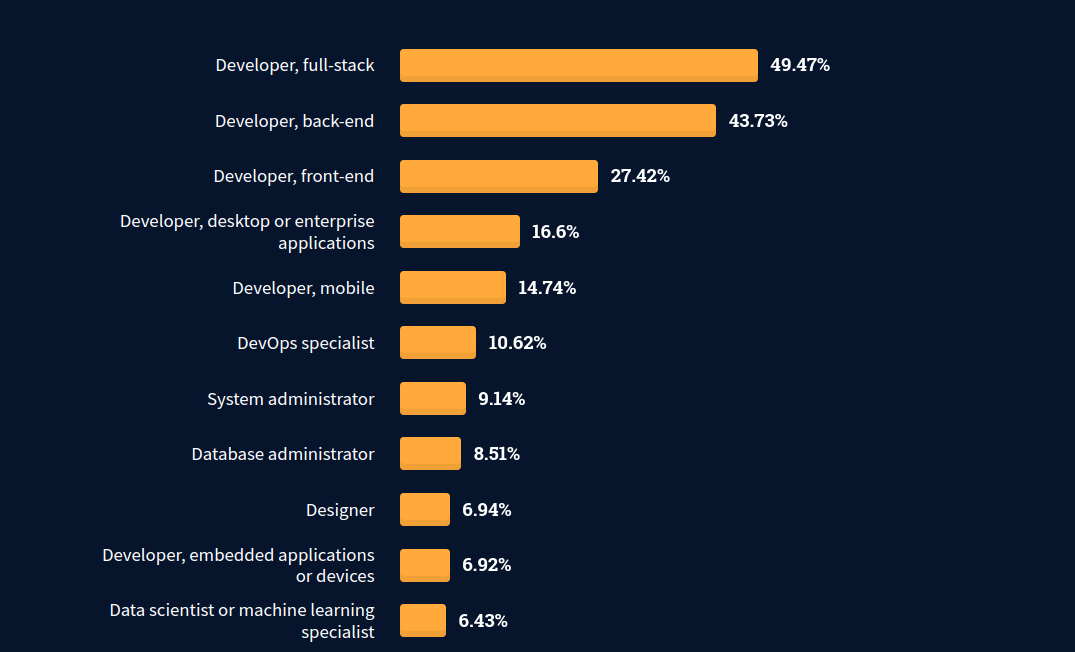 Developer, full-stack 49.47%
Developer, back-end 43.73%
Developer, front-end 27.42%
Developer, desktop or enterprise
applications 16.6%
Developer, mobile 14.74%
DevOps specialist 10.62%
System administrator 9.14%
Database administrator 8.51%
Designer 6.94%
Developer, embedded applications
or devices 6.92%
Data scientist or machine learning
specialist 6.43%